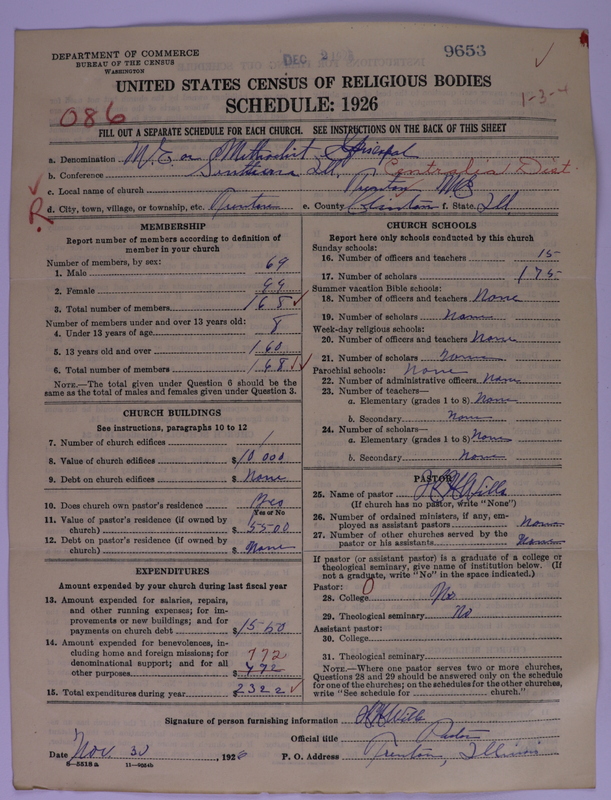 DEPARTMENT OF COMMERCE
BUREAU OF THE CENSUS
WASHINGTON
DEC
9653
UNITED STATES CENSUS OF RELIGIOUS BODIES
SCHEDULE: 1926
086
1-3-4
FILL OUT A SEPARATE SCHEDULE FOR EACH CHURCH. SEE INSTRUCTIONS ON THE BACK OF THIS SHEET
a. Denomination M.E. or Methodist Episcopal
b. Conference Southern Ill, Centralia Dist.
c. Local name of church Trenton M E
R
d. City, town, village, or township, etc. Trenton e. County Clinton f. State Ill
MEMBERSHIP
Report number of members according to definition of member in your church
Number of members, by sex:
1. Male 69
2. Female 99
3. Total number of members 168
Number of members under and over 13 years old:
4. Under 13 years of age 8
5. 13 years old and over 160
6. Total number of members 168
NOTE.—The total given under Question 6 should be same as the total of males and females given under Question 3.
CHURCH BUILDINGS
See instructions, paragraphs 10 to 12
7. Number of church edifices 1
8. Value of church edifices $10 000
9. Debt on church edifices $ None
10. Does church own pastor's residence Yes
Yes or No
11. Value of pastor's residence (if owned by church) $ 5500
12. Debt on pastor's residence (if owned by church) $ None
EXPENDITURES
Amount expended by your church during last fiscal year
13. Amount expended for salaries, repairs, and other running expenses; for improvements or new buildings; and for payments on church debt $1550
14. Amount expended for benevolences, including home and foreign missions; for denominational support; and for all other purposes $ 772
772
15. Total expenditures during year $ 2322
CHURCH SCHOOLS
Report here only schools conducted by this church
Sunday schools:
16. Number of officers and teachers 15
17. Number of scholars 175
Summer vacation Bible schools:
18. Number of officers and teachers None
19. Number of scholars None
Week-day religious schools:
20. Number of officers and teachers None
21. Number of scholars None
Parochial schools: None
22. Number of administrative officers None
23. Number of teachers—
a. Elementary (grades 1 to 8) None
b. Secondary None
24. Number of scholars—
a. Elementary (grades 1 to 8) None
b. Secondary None
PASTOR
25. Name of pastor Wills
(If church has no pastor, write "None")
26. Number of ordained ministers, if any, employed as assistant pastors None
27. Number of other churches served by the pastor or his assistants None
If pastor (or assistant pastor) is a graduate of a college or theological seminary, give name of institution below. (If not a graduate, write "No" in the space indicated.)
Pastor: 0
28. College No
29. Theological seminary No
Assistant pastor:
30. College
31. Theological seminary
NOTE.—Where one pastor serves two or more churches, Questions 28 and 29 should be answered only on the schedule for one of the churches; on the schedules for the other churches, write "See schedule for church."
Signature of person furnishing information Wills
Official title Pastor
Date Nov. 30, 1926 P. O. Address Trenton, Illinois
8-5518a 11-9264b